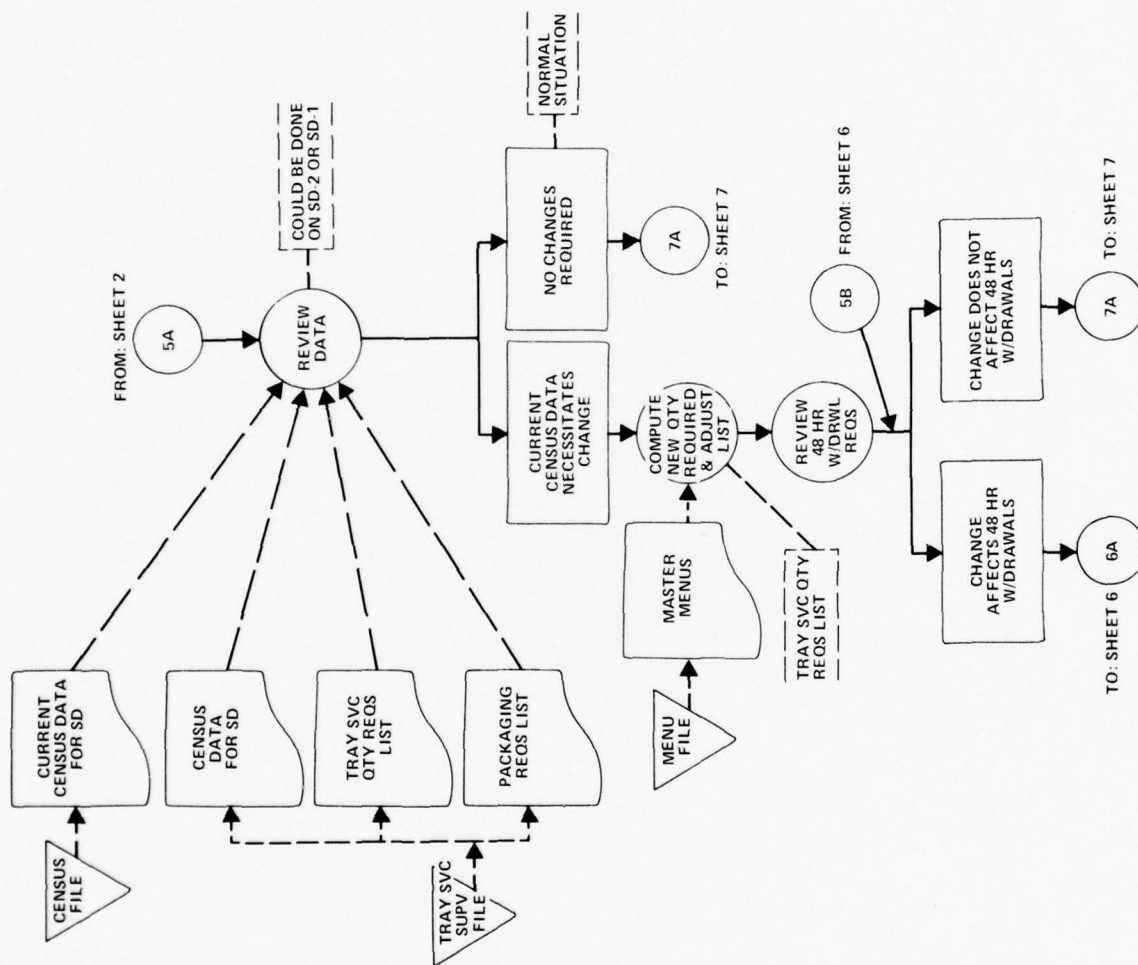 FROM: SHEET 2
5A
REVIEW
DATA
COULD BE DONE
ON SD-2 OR SD-1
CENSUS
FILE
CURRENT
CENSUS DATA
FOR SD
CENSUS
DATA
FOR SD
TRAY SVC
QTY REQS
LIST
PACKAGING
REQS LIST
TRAY SVC
SUPV
FILE
CURRENT
CENSUS DATA
NECESSITATES
CHANGE
NO CHANGES
REQUIRED
NORMAL
SITUATION
7A
TO: SHEET 7
MENU
FILE
MASTER
MENUS
COMPUTE
NEW QTY
REQUIRED
& ADJUST
LIST
TRAY SVC QTY
REQS LIST
REVIEW
48 HR
W/DRWL
REQS
5B
FROM: SHEET 6
CHANGE
AFFECTS 48 HR
W/DRAWALS
CHANGE DOES NOT
AFFECT 48 HR
W/DRAWALS
TO: SHEET 6
6A
7A
TO: SHEET 7